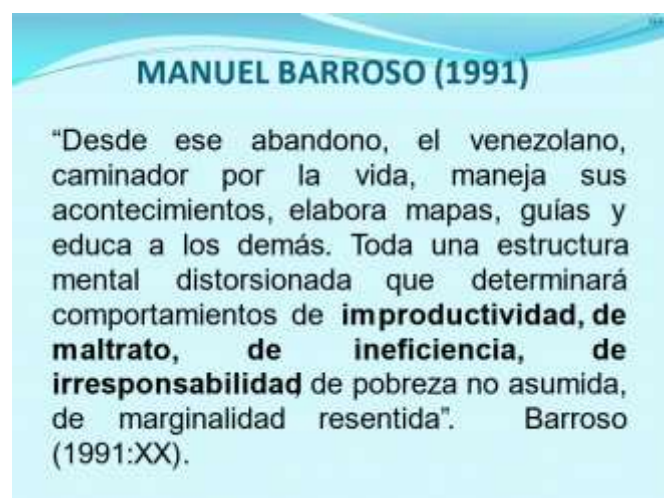 MANUEL BARROSO (1991)
“Desde ese abandono, el venezolano,
caminador por la vida, maneja sus
acontecimientos, elabora mapas, guías y
educa a los demás. Toda una estructura
mental distorsionada que determinará
comportamientos de improductividad, de
maltrato, de ineficiencia, de
irresponsabilidad, de pobreza no asumida,
de marginalidad resentida”. Barroso
(1991:XX).